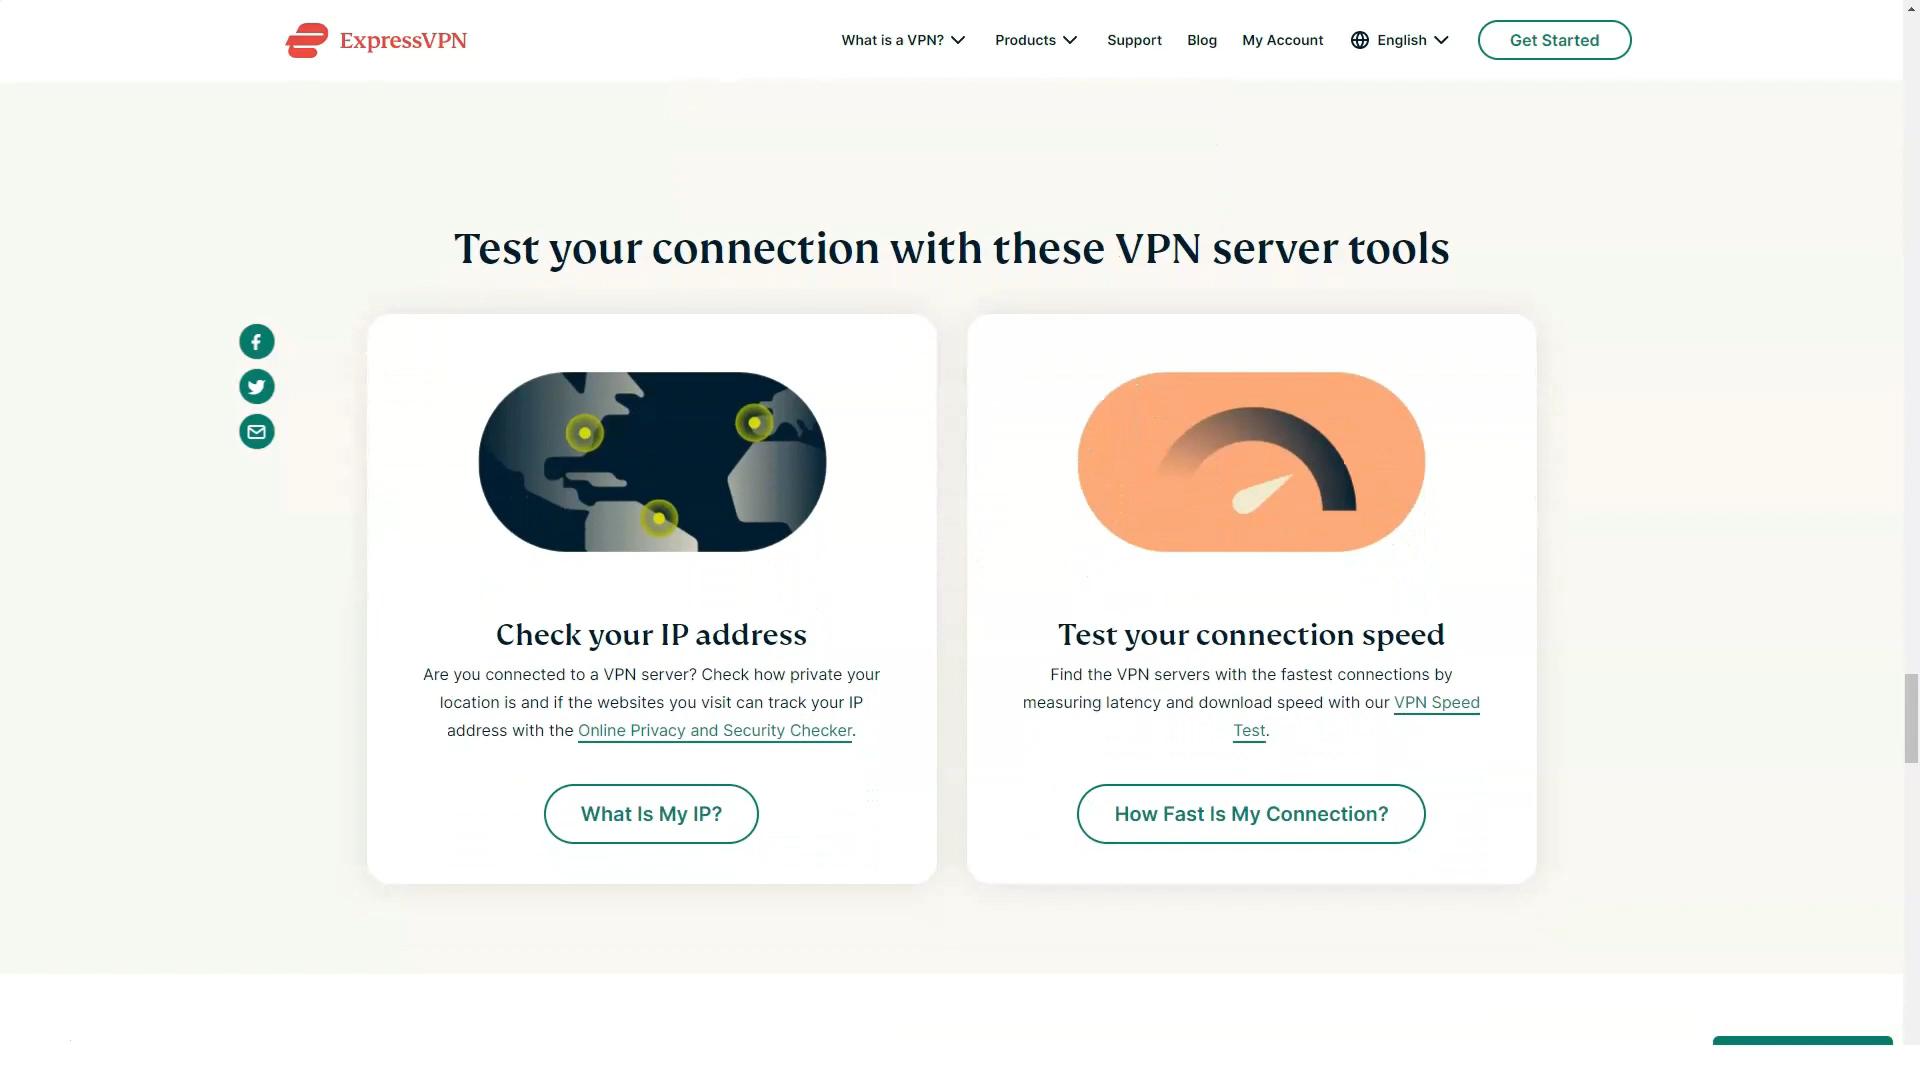 ExpressVPN
What is a VPN?
Products
Support
Blog
My Account
English
Get Started
Test your connection with these VPN server tools
Check your IP address
Are you connected to a VPN server? Check how private your
location is and if the websites you visit can track your IP
address with the Online Privacy and Security Checker.
What Is My IP?
Test your connection speed
Find the VPN servers with the fastest connections by
measuring latency and download speed with our VPN Speed
Test.
How Fast Is My Connection?